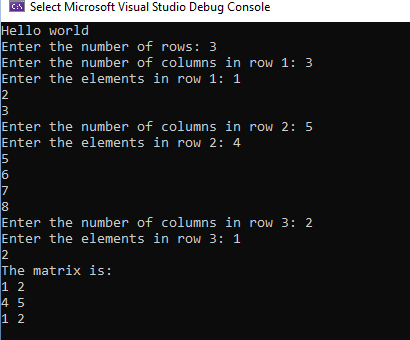 Select Microsoft Visual Studio Debug Console
Hello world
Enter the number of rows: 3
Enter the number of columns in row 1: 3
Enter the elements in row 1: 1
2
3
Enter the number of columns in row 2: 5
Enter the elements in row 2: 4
5
6
7
8
Enter the number of columns in row 3: 2
Enter the elements in row 3: 1
2
The matrix is:
1 2
4 5
1 2